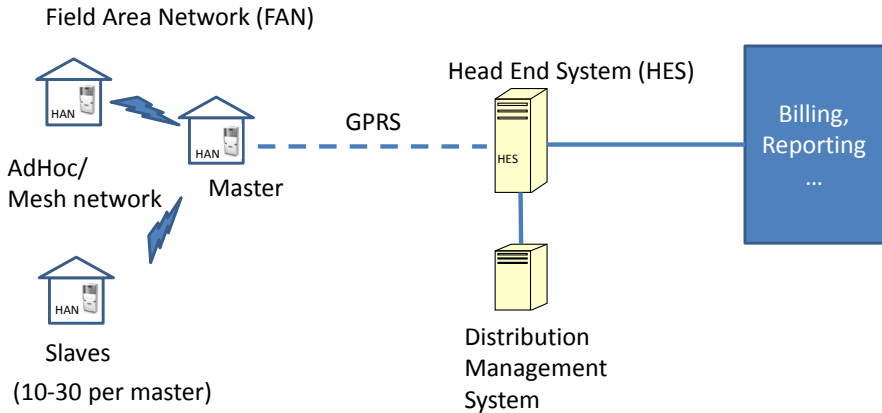 Field Area Network (FAN)
HAN
AdHoc/
Mesh network
HAN
Master
HAN
Slaves
(10-30 per master)
GPRS
Head End System (HES)
HES
Distribution
Management
System
Billing,
Reporting
…